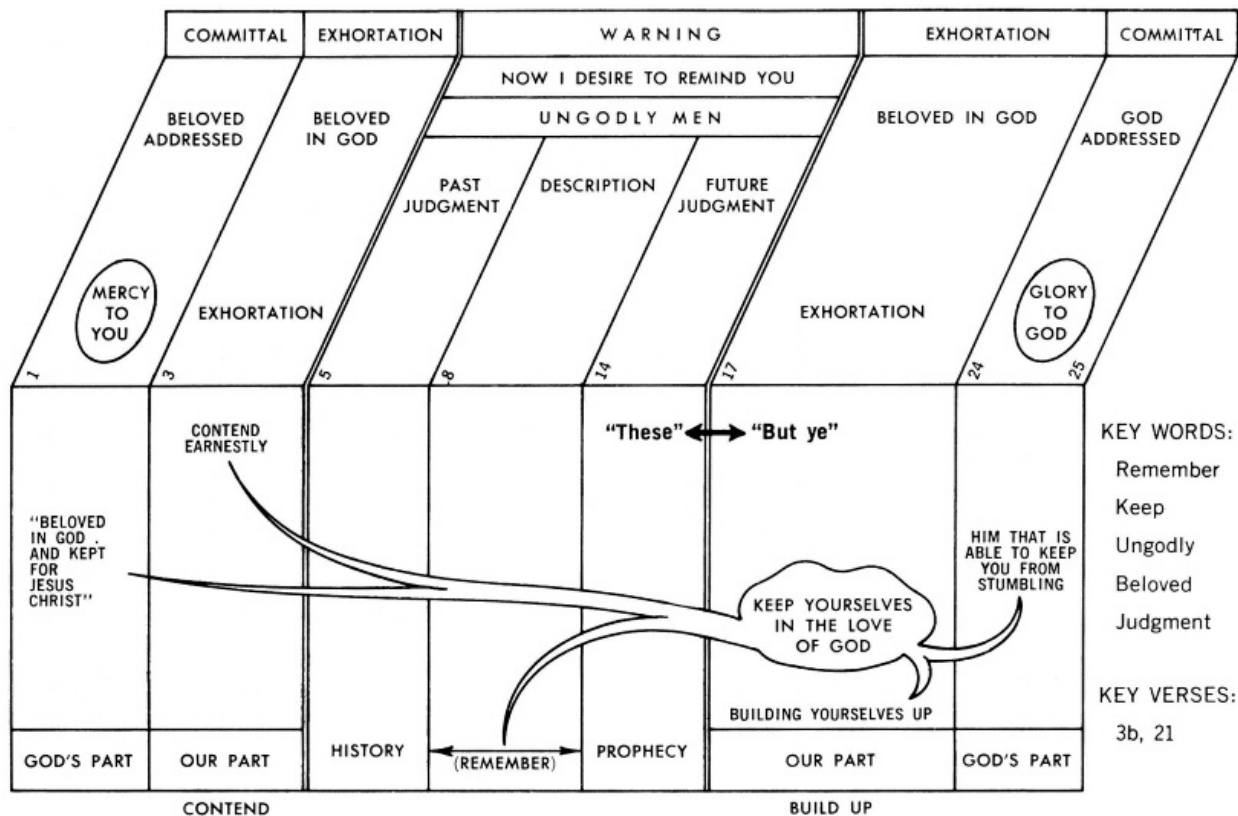 COMMITTAL
EXHORTATION
WARNING
EXHORTATION
COMMITTAL
NOW I DESIRE TO REMIND YOU
UNGODLY MEN
BELOVED
ADDRESSED
BELOVED
IN GOD
BELOVED IN GOD
GOD
ADDRESSED
PAST
JUDGMENT
DESCRIPTION
FUTURE
JUDGMENT
MERCY
TO
YOU
EXHORTATION
EXHORTATION
GLORY
TO
GOD
1
3
5
8
14
17
24
25
CONTEND
EARNESTLY
"These"
"But ye"
"BELOVED
IN GOD .
AND KEPT
FOR
JESUS
CHRIST"
KEEP YOURSELVES
IN THE LOVE
OF GOD
HIM THAT IS
ABLE TO KEEP
YOU FROM
STUMBLING
BUILDING YOURSELVES UP
KEY WORDS:
Remember
Keep
Ungodly
Beloved
Judgment
KEY VERSES:
3b, 21
GOD'S PART
OUR PART
HISTORY
(REMEMBER)
PROPHECY
OUR PART
GOD'S PART
CONTEND
BUILD UP